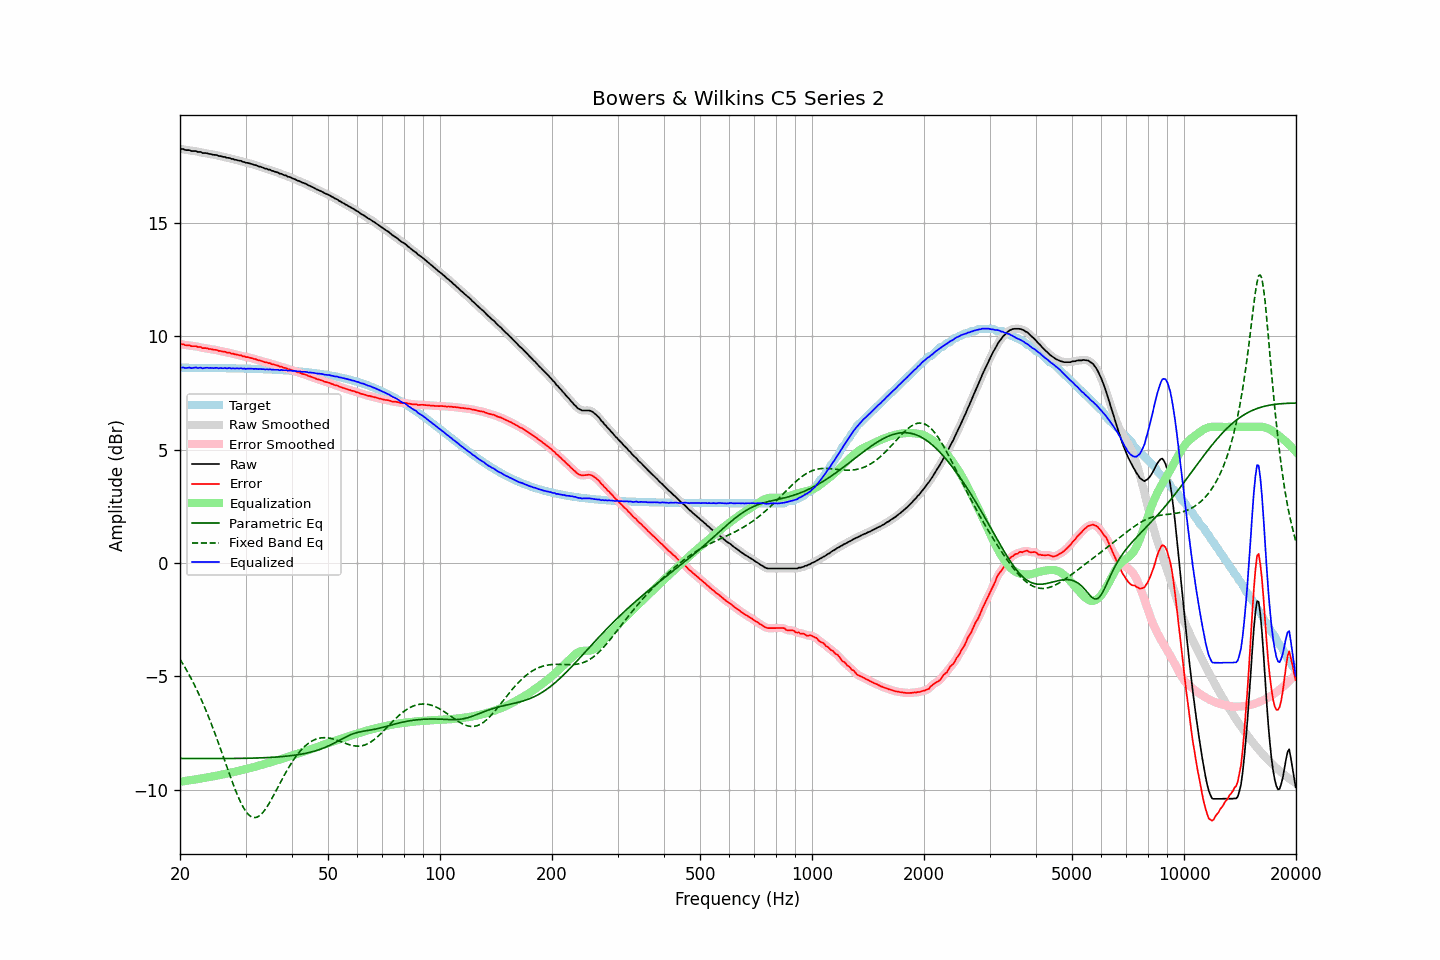 Bowers & Wilkins C5 Series 2
Amplitude (dBr)
15
10
5
0
−5
−10
Target
Raw Smoothed
Error Smoothed
Raw
Error
Equalization
Parametric Eq
Fixed Band Eq
Equalized
20 50 100 200 500 1000 2000 5000 10000 20000
Frequency (Hz)